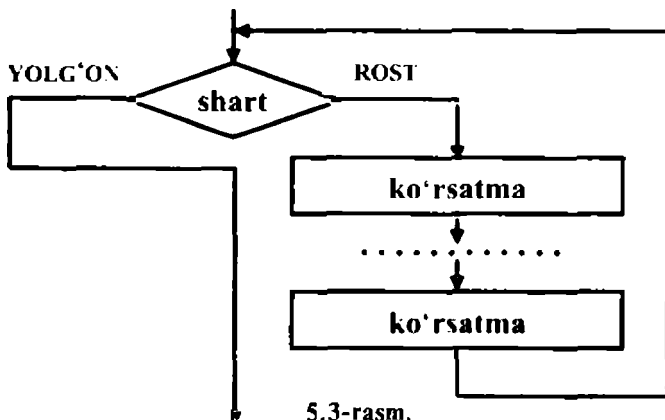 YOLG‘ON
ROST
shart
ko‘rsatma
ko‘rsatma
5.3-rasm.